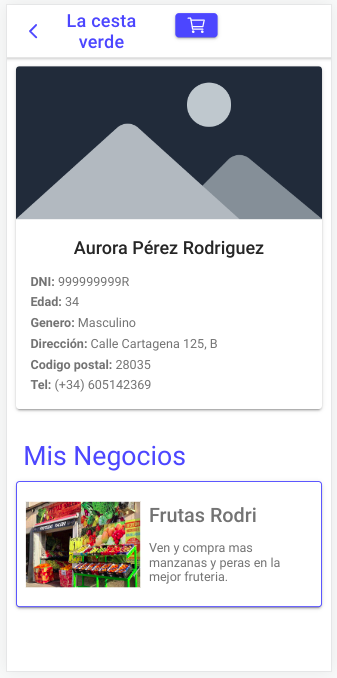 La cesta
verde
Aurora Pérez Rodriguez
DNI: 999999999R
Edad: 34
Genero: Masculino
Dirección: Calle Cartagena 125, B
Codigo postal: 28035
Tel: (+34) 605142369
Mis Negocios
Frutas Rodri
Ven y compra mas
manzanas y peras en la
mejor fruteria.